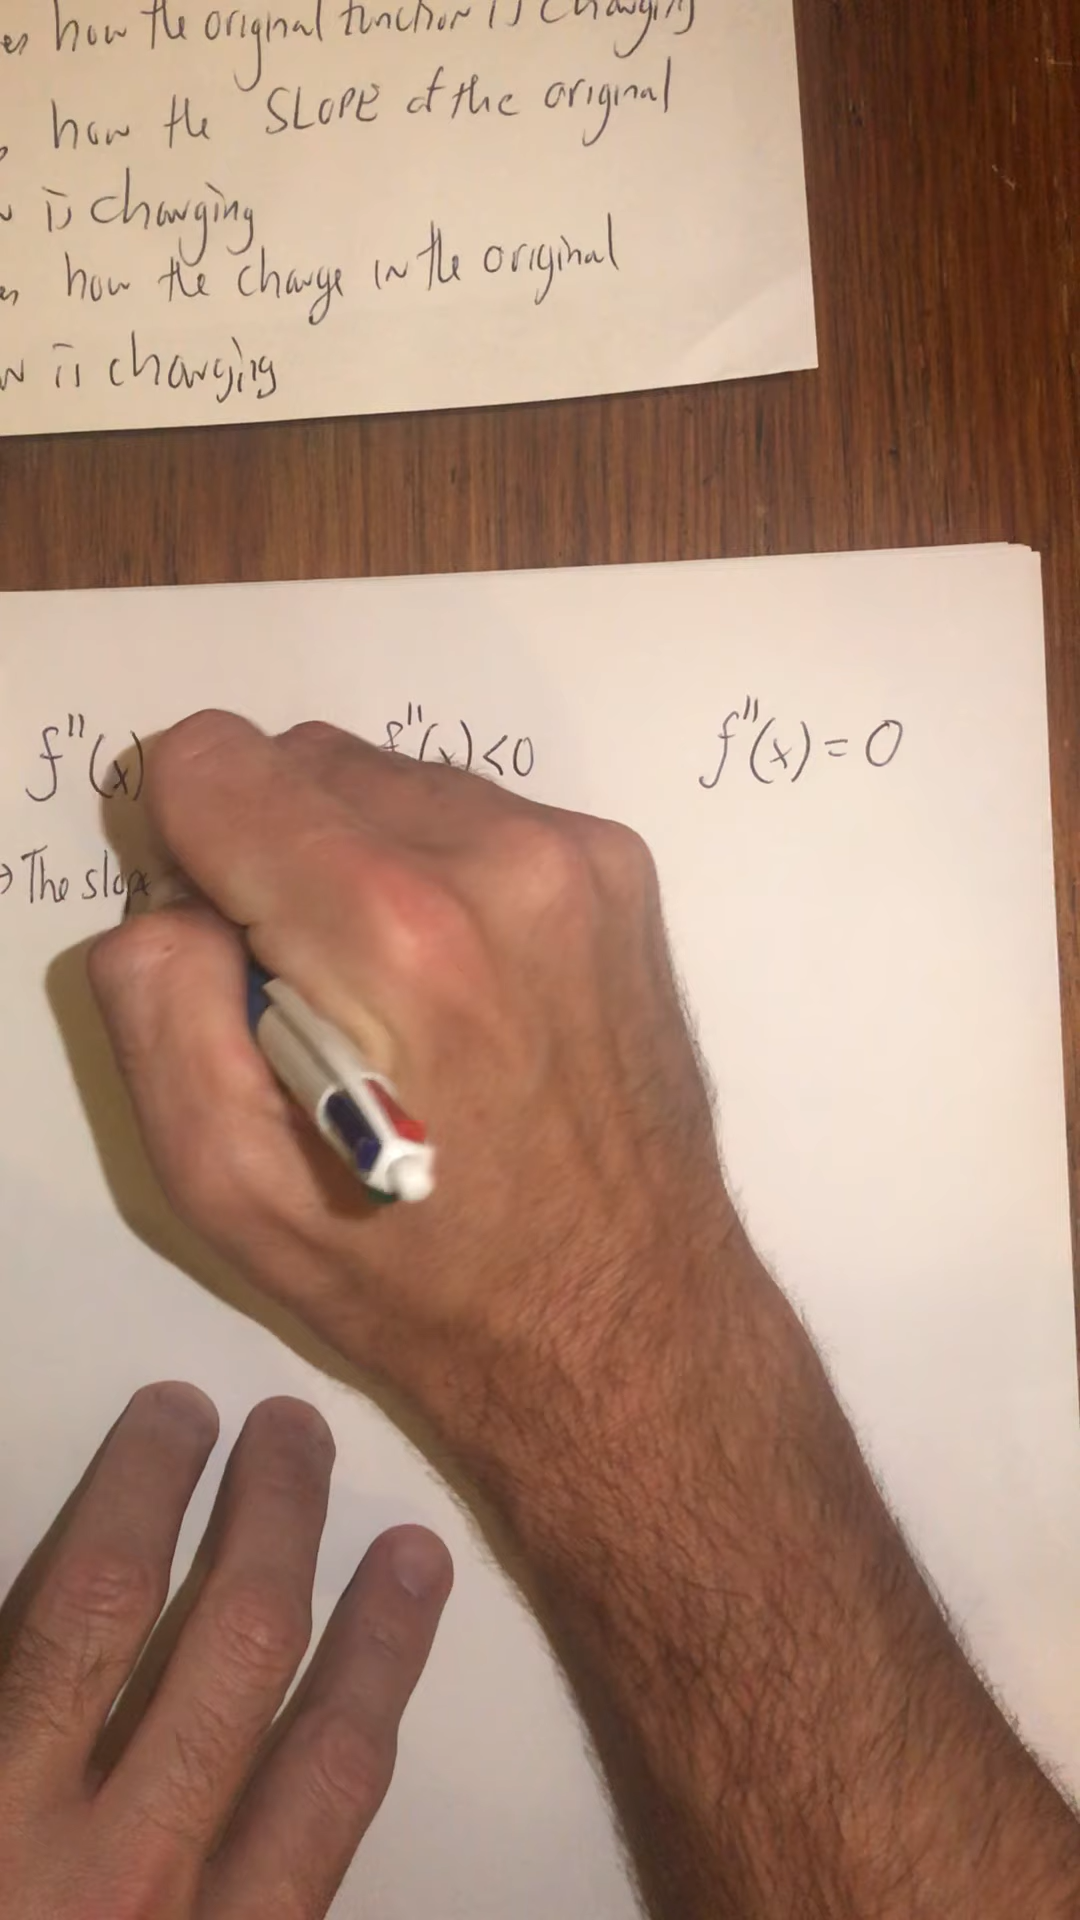 how the original function is changing
how the SLOPE of the original
is changing
how the change in the original
is changing
f''(x) f''(x)<0 f''(x)=0
→ The slope